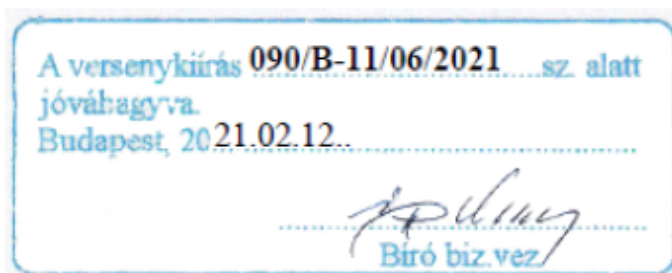 A versenykiírás 090/B-11/06/2021 sz. alatt
jóváhagyva.
Budapest, 2021.02.12..
Bíró biz.vez